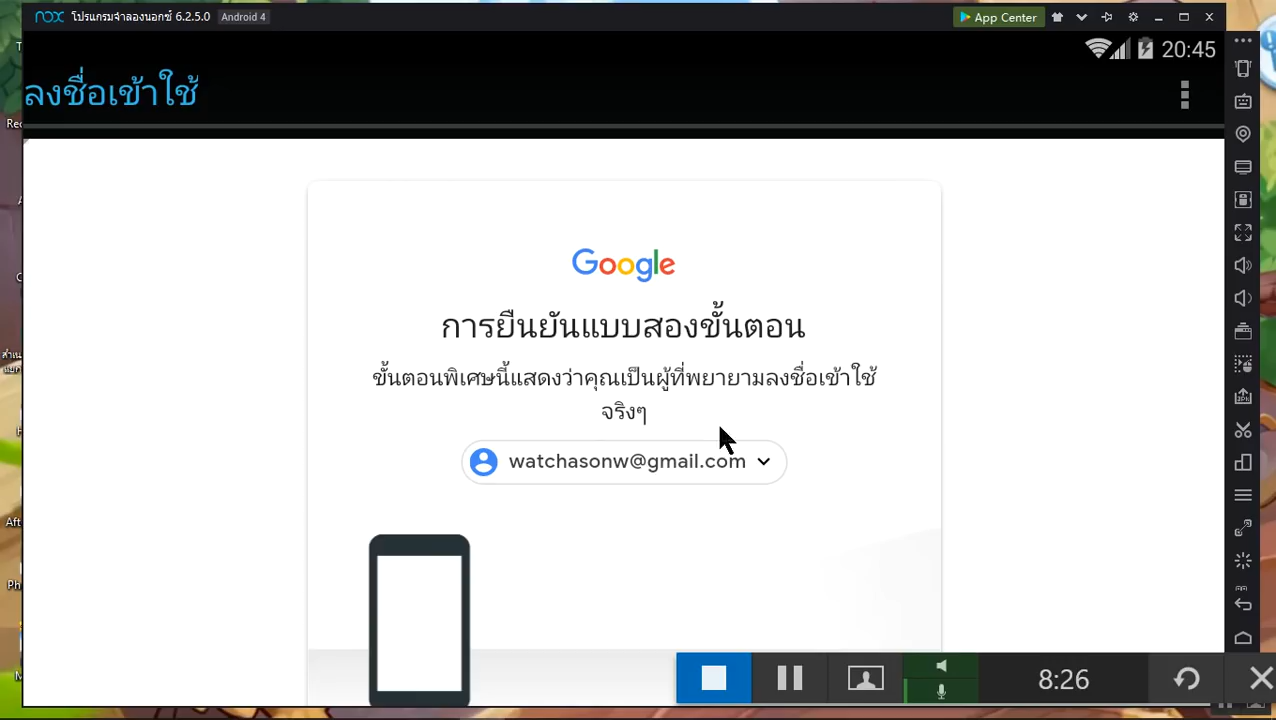 nox โปรแกรมจำลองนอกซ์ 6.2.5.0 Android 4 App Center
20:45
ลงชื่อเข้าใช้
Google
การยืนยันแบบสองขั้นตอน
ขั้นตอนพิเศษนี้แสดงว่าคุณเป็นผู้ที่พยายามลงชื่อเข้าใช้
จริงๆ
watchasonw@gmail.com
8:26